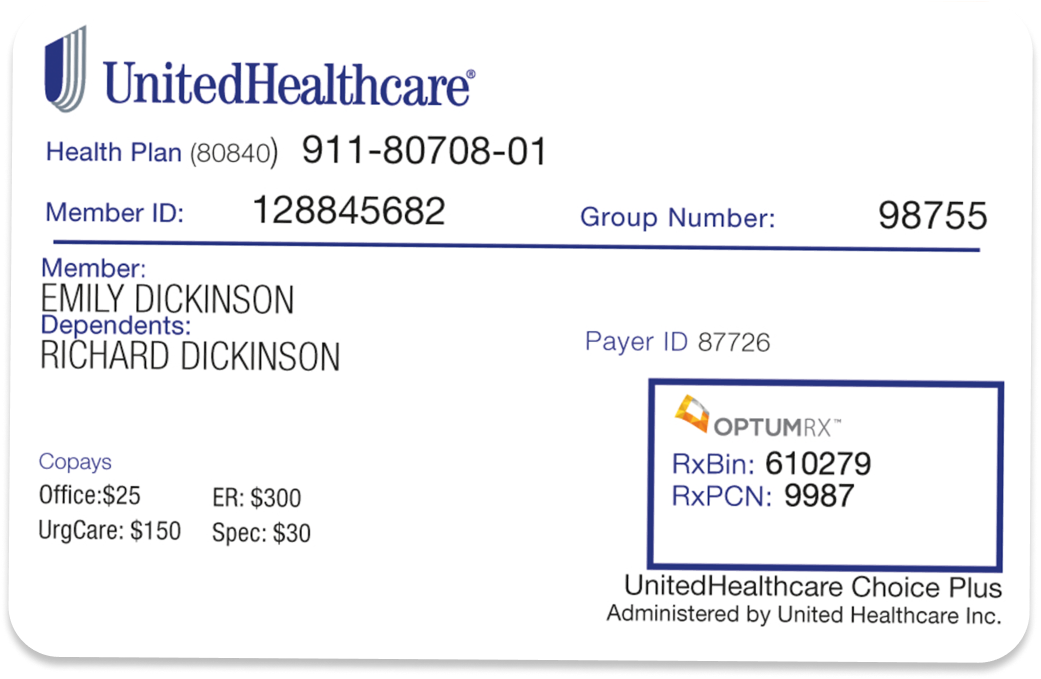 UnitedHealthcare®
Health Plan (80840) 911-80708-01
Member ID: 128845682 Group Number: 98755
Member:
EMILY DICKINSON
Dependents:
RICHARD DICKINSON
Payer ID 87726
OPTUMRX™
RxBin: 610279
RxPCN: 9987
Copays
Office:$25 ER: $300
UrgCare: $150 Spec: $30
UnitedHealthcare Choice Plus
Administered by United Healthcare Inc.